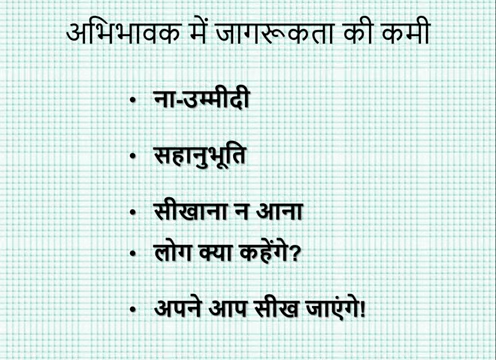 अभिभावक में जागरूकता की कमी
• ना-उम्मीदी
• सहानुभूति
• सीखाना न आना
• लोग क्या कहेंगे?
• अपने आप सीख जाएंगे!